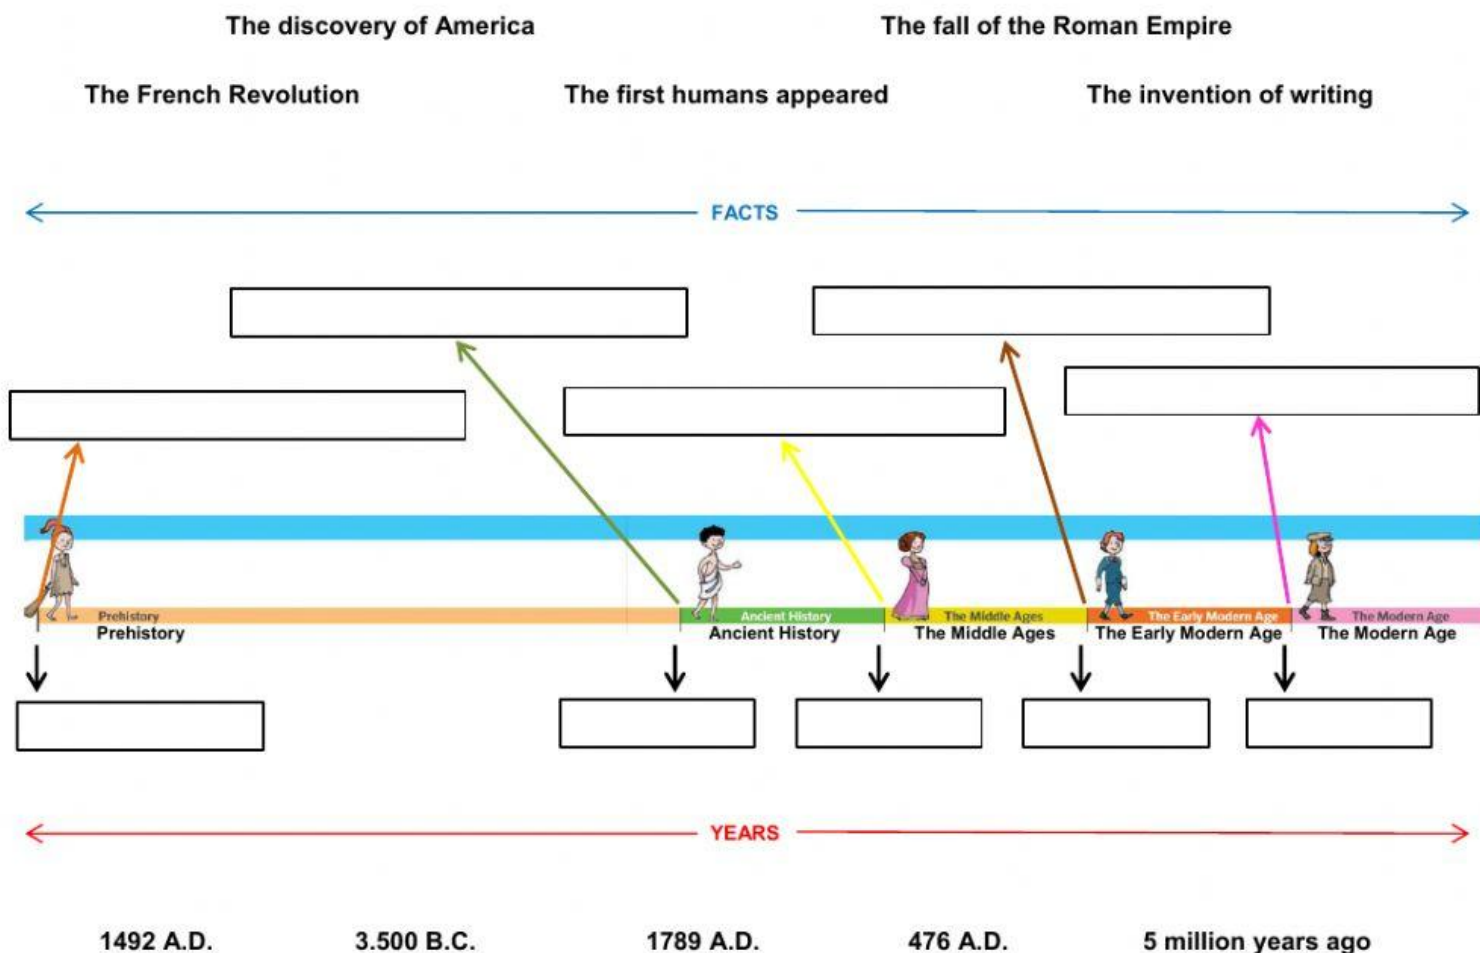 The discovery of America The fall of the Roman Empire
The French Revolution The first humans appeared The invention of writing
FACTS
Prehistory Ancient History The Middle Ages The Early Modern Age The Modern Age
Prehistory Ancient History The Middle Ages The Early Modern Age The Modern Age
YEARS
1492 A.D. 3.500 B.C. 1789 A.D. 476 A.D. 5 million years ago